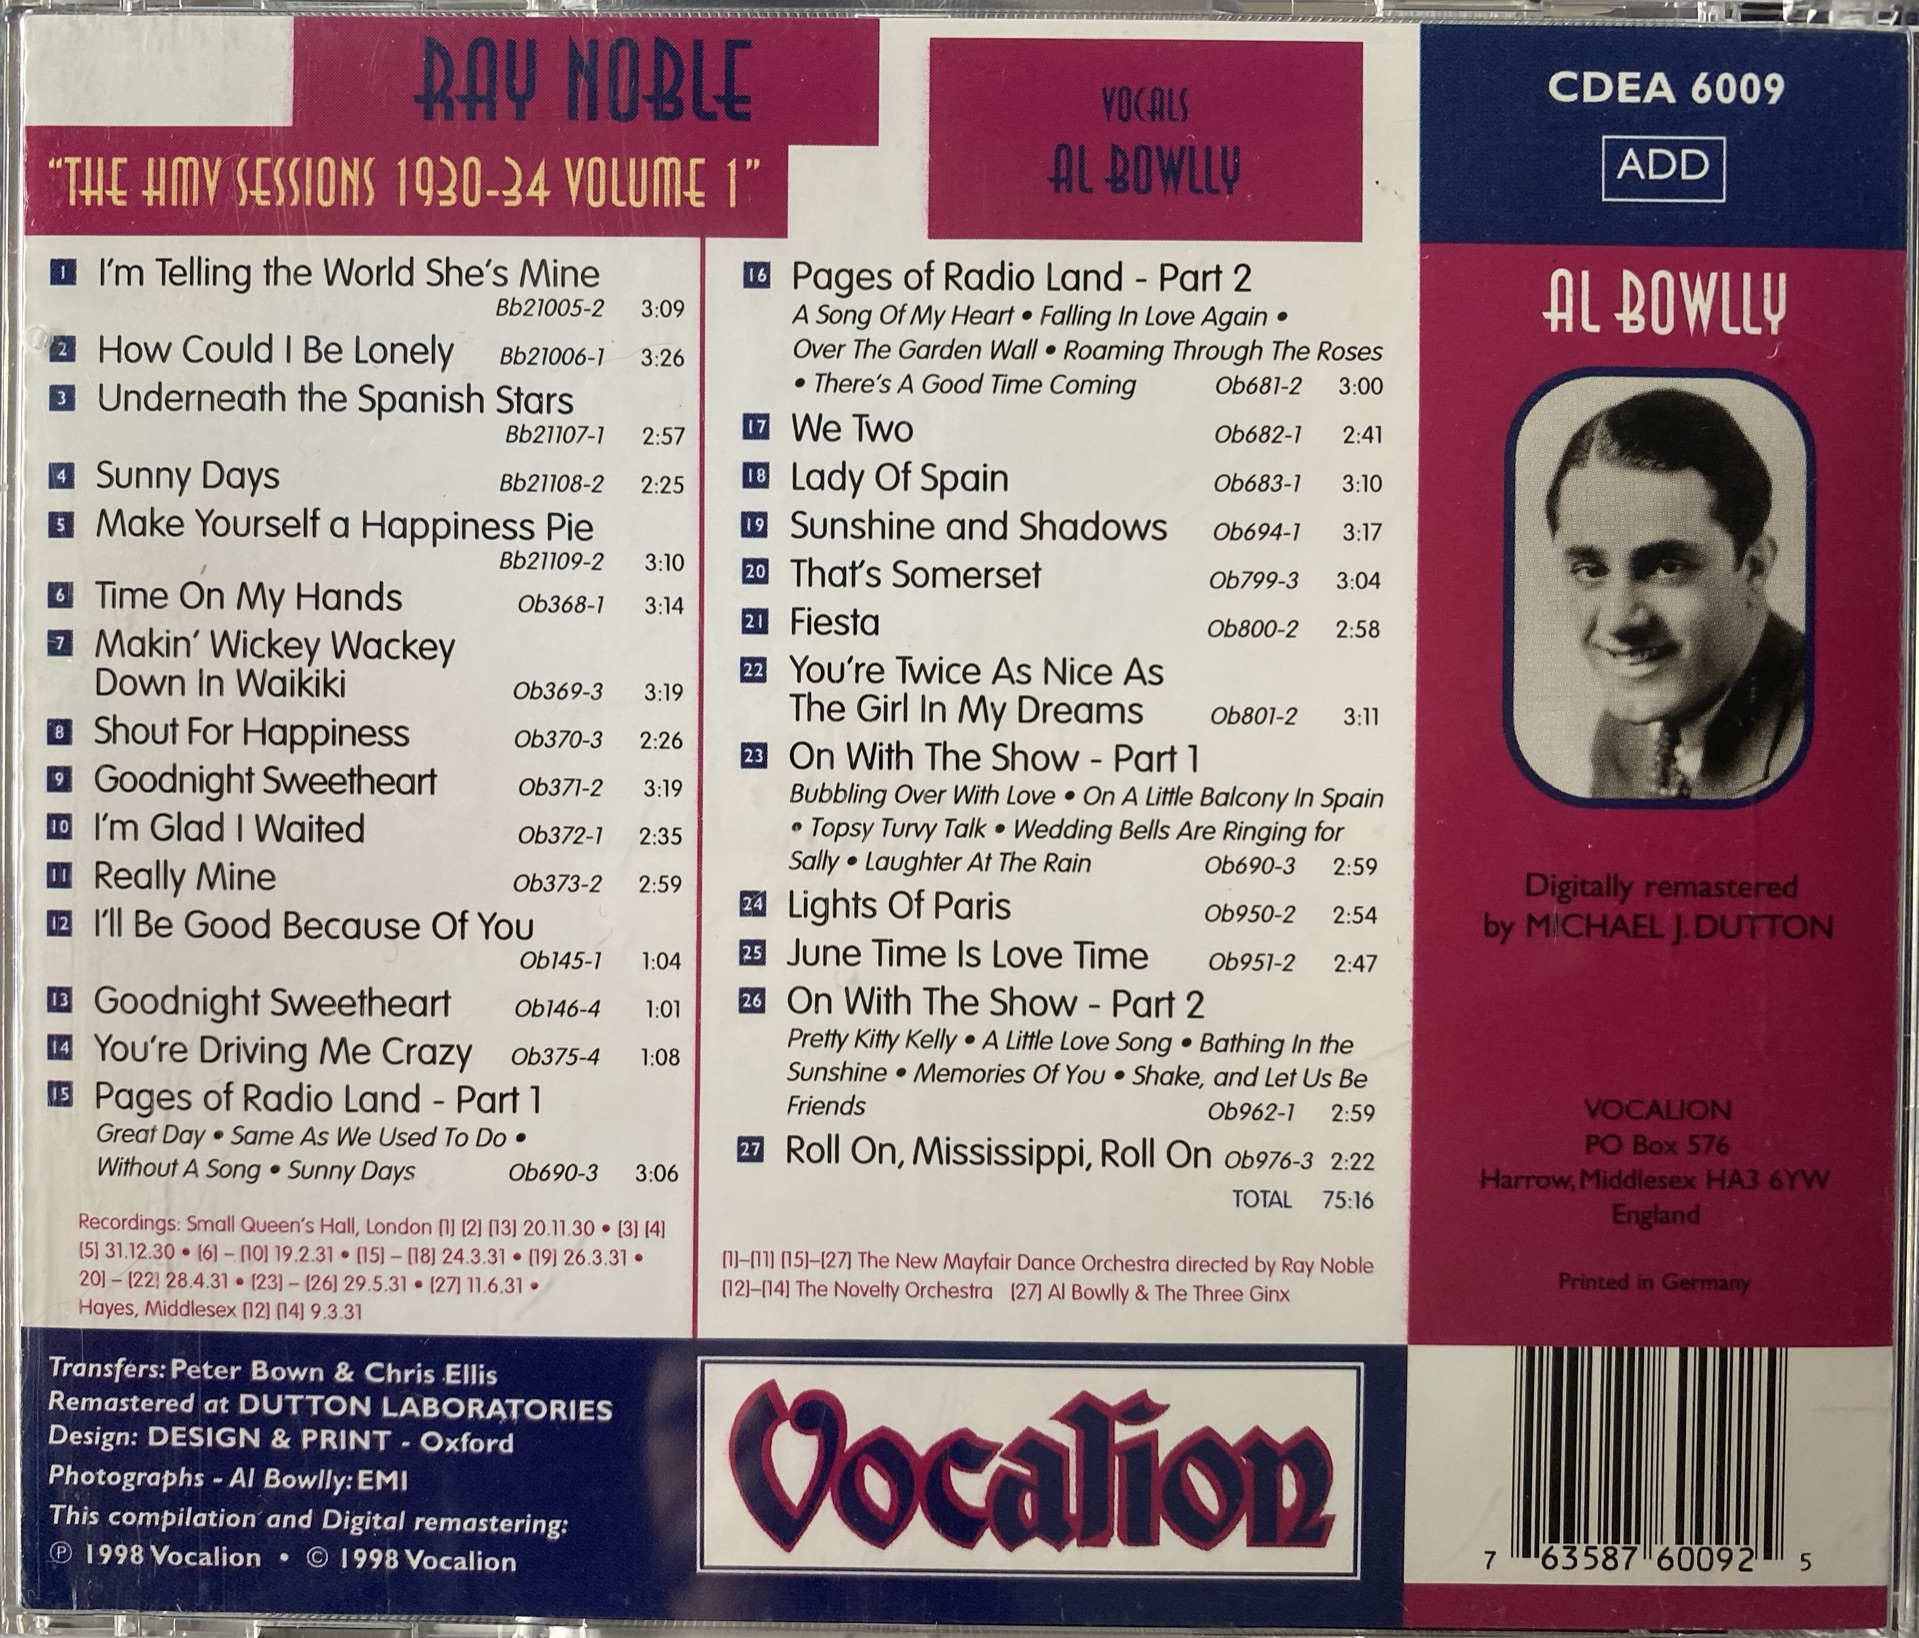 RAY NOBLE
"THE HMV SESSIONS 1930-34 VOLUME 1"
VOCALS
AL BOWLLY
1 I'm Telling the World She's Mine
Bb21005-2 3:09
2 How Could I Be Lonely Bb21006-1 3:26
3 Underneath the Spanish Stars
Bb21107-1 2:57
4 Sunny Days Bb21108-2 2:25
5 Make Yourself a Happiness Pie
Bb21109-2 3:10
6 Time On My Hands Ob368-1 3:14
7 Makin' Wickey Wackey
Down In Waikiki Ob369-3 3:19
8 Shout For Happiness Ob370-3 2:26
9 Goodnight Sweetheart Ob371-2 3:19
10 I'm Glad I Waited Ob372-1 2:35
11 Really Mine Ob373-2 2:59
12 I'll Be Good Because Of You
Ob145-1 1:04
13 Goodnight Sweetheart Ob146-4 1:01
14 You're Driving Me Crazy Ob375-4 1:08
15 Pages of Radio Land - Part 1
Great Day • Same As We Used To Do •
Without A Song • Sunny Days Ob690-3 3:06
Recordings: Small Queen's Hall, London [1] [2] [13] 20.11.30 • [3] [4]
[5] 31.12.30 • [6] – [10] 19.2.31 • [15] – [18] 24.3.31 • [19] 26.3.31 •
20] – [22] 28.4.31 • [23] – [26] 29.5.31 • [27] 11.6.31 •
Hayes, Middlesex [12] [14] 9.3.31
16 Pages of Radio Land - Part 2
A Song Of My Heart • Falling In Love Again •
Over The Garden Wall • Roaming Through The Roses
• There's A Good Time Coming Ob681-2 3:00
17 We Two Ob682-1 2:41
18 Lady Of Spain Ob683-1 3:10
19 Sunshine and Shadows Ob694-1 3:17
20 That's Somerset Ob799-3 3:04
21 Fiesta Ob800-2 2:58
22 You're Twice As Nice As
The Girl In My Dreams Ob801-2 3:11
23 On With The Show - Part 1
Bubbling Over With Love • On A Little Balcony In Spain
• Topsy Turvy Talk • Wedding Bells Are Ringing for
Sally • Laughter At The Rain Ob690-3 2:59
24 Lights Of Paris Ob950-2 2:54
25 June Time Is Love Time Ob951-2 2:47
26 On With The Show - Part 2
Pretty Kitty Kelly • A Little Love Song • Bathing In the
Sunshine • Memories Of You • Shake, and Let Us Be
Friends Ob962-1 2:59
27 Roll On, Mississippi, Roll On Ob976-3 2:22
TOTAL 75:16
[1]–[11] [15]–[27] The New Mayfair Dance Orchestra directed by Ray Noble
[12]–[14] The Novelty Orchestra [27] Al Bowlly & The Three Ginx
CDEA 6009
ADD
AL BOWLLY
Digitally remastered
by MICHAEL J. DUTTON
VOCALION
PO Box 576
Harrow, Middlesex HA3 6YW
England
Printed in Germany
Transfers: Peter Bown & Chris Ellis
Remastered at DUTTON LABORATORIES
Design: DESIGN & PRINT - Oxford
Photographs - Al Bowlly: EMI
This compilation and Digital remastering:
℗ 1998 Vocalion • © 1998 Vocalion
Vocalion
7 63587 60092 5